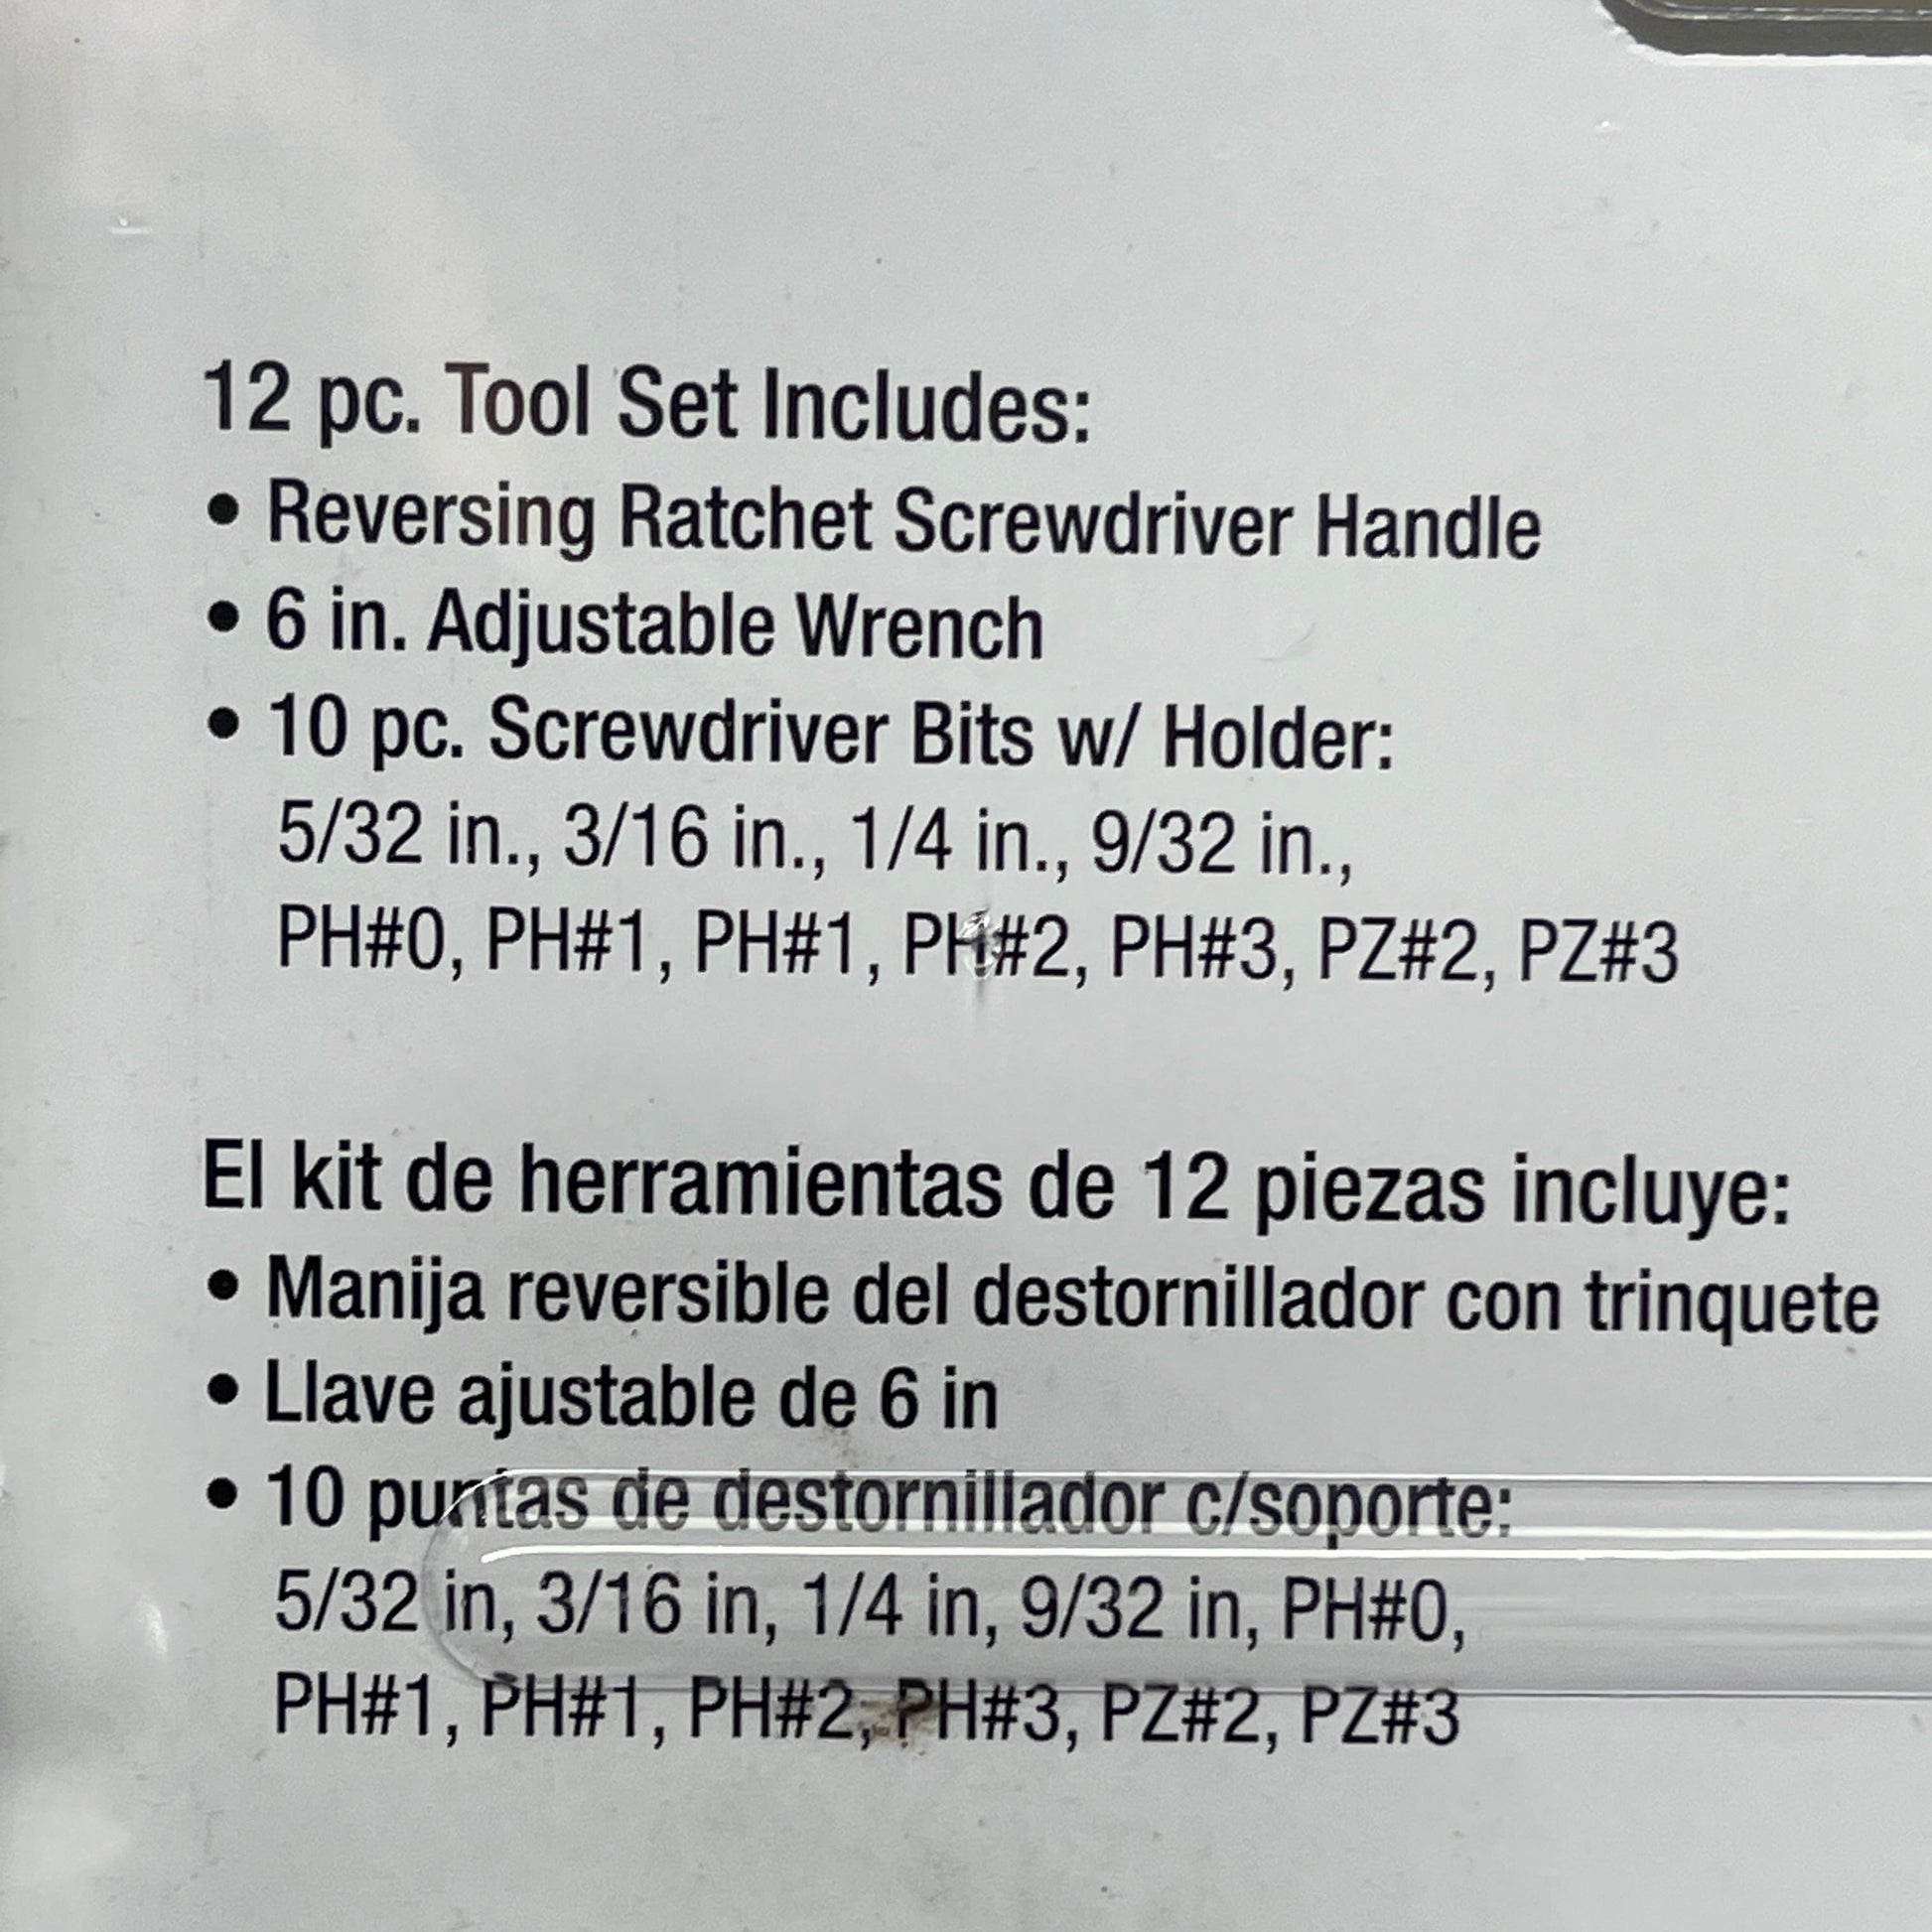 12 pc. Tool Set Includes:
• Reversing Ratchet Screwdriver Handle
• 6 in. Adjustable Wrench
• 10 pc. Screwdriver Bits w/ Holder:
5/32 in., 3/16 in., 1/4 in., 9/32 in.,
PH#0, PH#1, PH#1, PH#2, PH#3, PZ#2, PZ#3
El kit de herramientas de 12 piezas incluye:
• Manija reversible del destornillador con trinquete
• Llave ajustable de 6 in
• 10 puntas de destornillador c/soporte:
5/32 in, 3/16 in, 1/4 in, 9/32 in, PH#0,
PH#1, PH#1, PH#2, PH#3, PZ#2, PZ#3